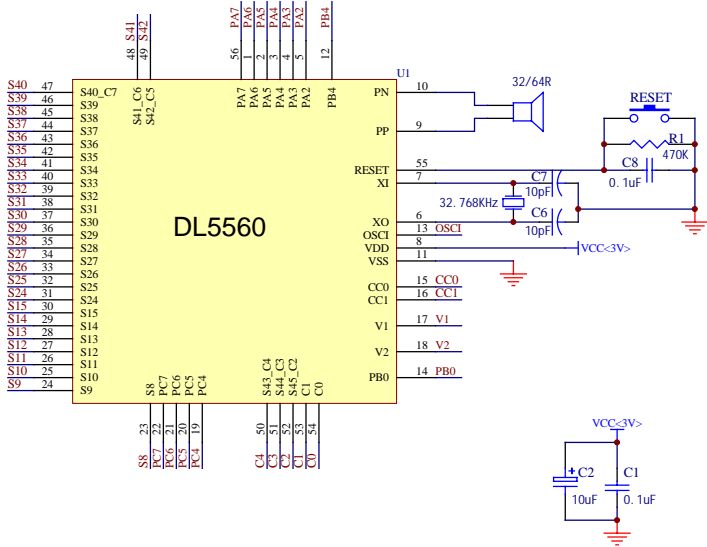 S41
S42
PA7
PA6
PA5
PA4
PA3
PA2
PB4
48
49
56
1
2
3
4
5
12
U1
S41_C6
S42_C5
PA7
PA6
PA5
PA4
PA3
PA2
PB4
S40 47 S40_C7
S39 46 S39
S38 45 S38
S37 44 S37
S36 43 S36
S35 42 S35
S34 41 S34
S33 40 S33
S32 39 S32
S31 38 S31
S30 37 S30
S29 36 S29
S28 35 S28
S27 34 S27
S26 33 S26
S25 32 S25
S24 31 S24
S15 30 S15
S14 29 S14
S13 28 S13
S12 27 S12
S11 26 S11
S10 25 S10
S9 24 S9
DL5560
PN 10
PP 9
RESET 55
XI 7
XO 6
OSCI 13 OSCI
VDD 8 VCC<3V>
VSS 11
CC0 15 CC0
CC1 16 CC1
V1 17 V1
V2 18 V2
PB0 14 PB0
32/64R
RESET
R1
470K
C8
0.1uF
C7
10pF
32.768KHz
C6
10pF
S8
PC7
PC6
PC5
PC4
S43_C4
S44_C3
S45_C2
C1
C0
23
22
21
20
19
50
51
52
53
54
S8
PC7
PC6
PC5
PC4
C4
C3
C2
C1
C0
VCC<3V>
+
C2
10uF
C1
0.1uF